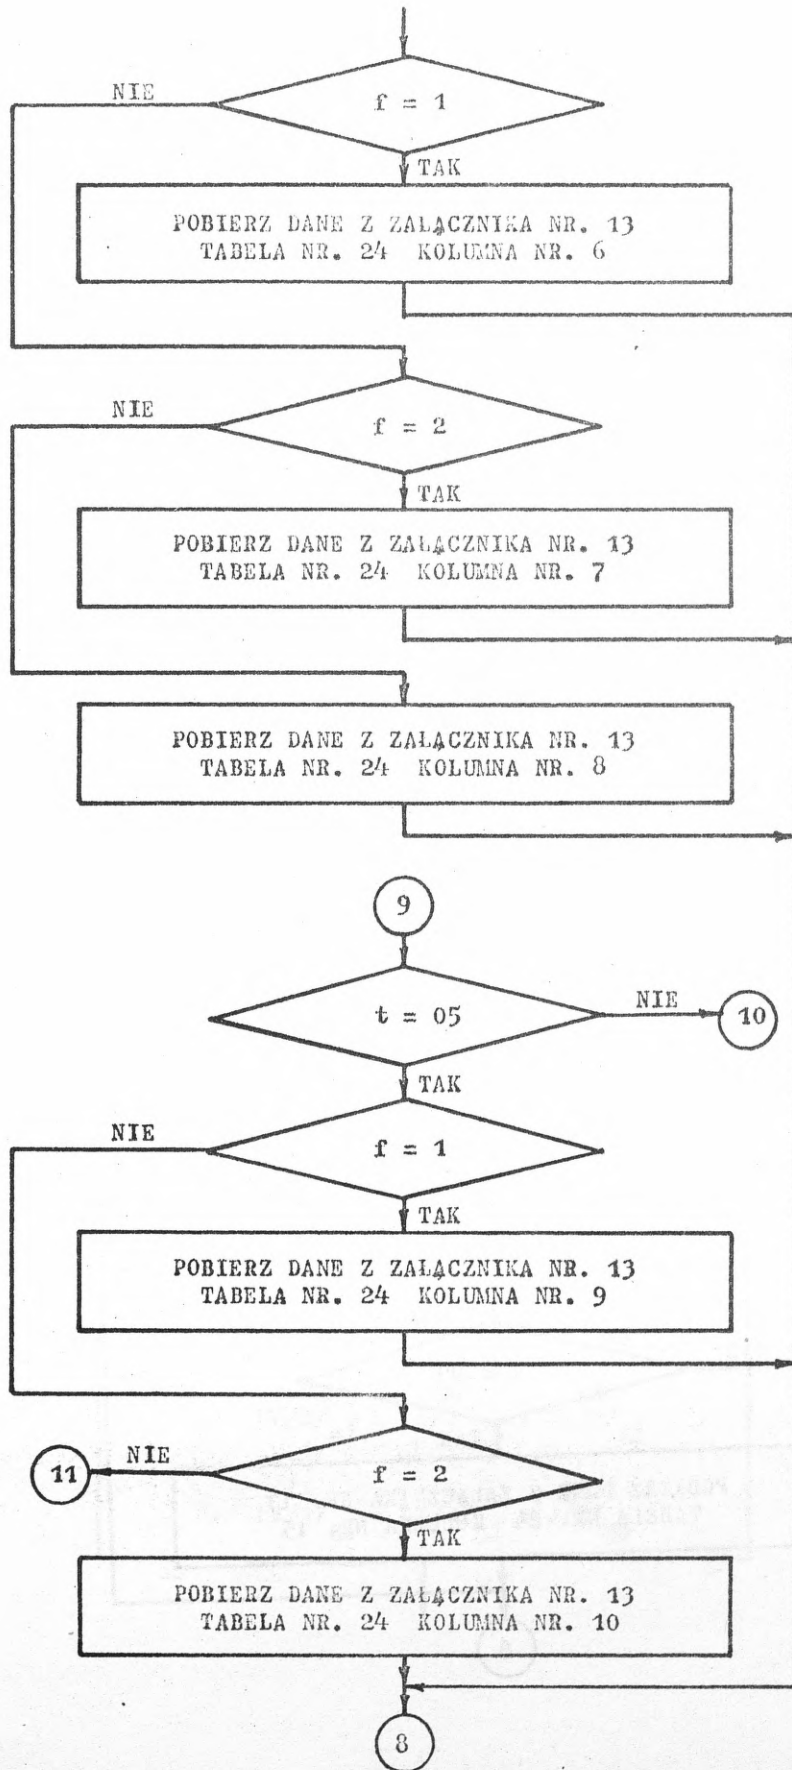 f = 1
NIE
TAK
POBIERZ DANE Z ZAŁĄCZNIKA NR. 13
TABELA NR. 24 KOLUMNA NR. 6
NIE
f = 2
TAK
POBIERZ DANE Z ZAŁĄCZNIKA NR. 13
TABELA NR. 24 KOLUMNA NR. 7
POBIERZ DANE Z ZAŁĄCZNIKA NR. 13
TABELA NR. 24 KOLUMNA NR. 8
9
t = 05
NIE
10
TAK
NIE
f = 1
TAK
POBIERZ DANE Z ZAŁĄCZNIKA NR. 13
TABELA NR. 24 KOLUMNA NR. 9
11
NIE
f = 2
TAK
POBIERZ DANE Z ZAŁĄCZNIKA NR. 13
TABELA NR. 24 KOLUMNA NR. 10
8